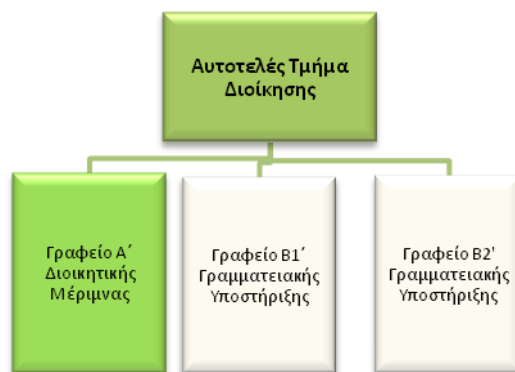 Αυτοτελές Τμήμα
Διοίκησης
Γραφείο Α΄
Διοικητικής
Μέριμνας
Γραφείο Β1΄
Γραμματειακής
Υποστήριξης
Γραφείο Β2'
Γραμματειακής
Υποστήριξης